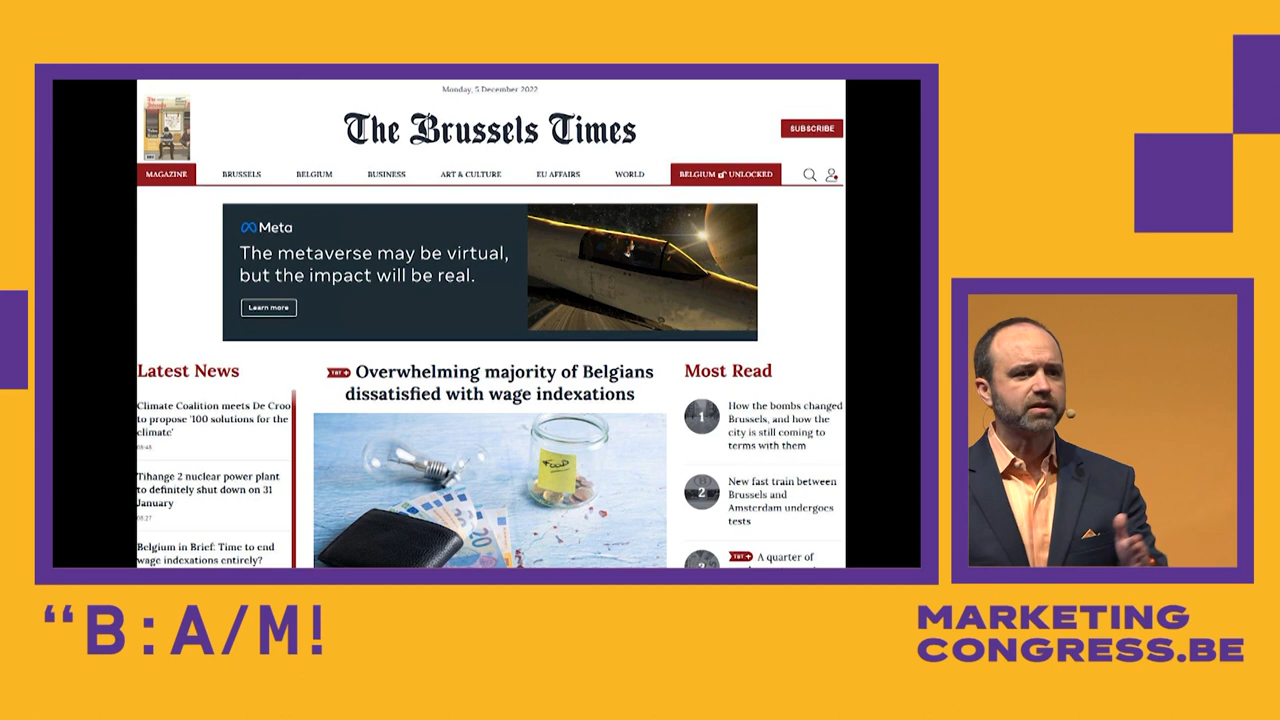 Monday, 5 December 2022
The Brussels Times
SUBSCRIBE
MAGAZINE
BRUSSELS
BELGIUM
BUSINESS
ART & CULTURE
EU AFFAIRS
WORLD
BELGIUM UNLOCKED
Meta
The metaverse may be virtual,
but the impact will be real.
Learn more
Latest News
Climate Coalition meets De Croo
to propose '100 solutions for the
climate'
Tihange 2 nuclear power plant
to definitely shut down on 31
January
Belgium in Brief: Time to end
wage indexations entirely?
TBT +
Overwhelming majority of Belgians
dissatisfied with wage indexations
FOOD
20
Most Read
1
How the bombs changed
Brussels, and how the
city is still coming to
terms with them
2
New fast train between
Brussels and
Amsterdam undergoes
tests
TBT + A quarter of
“B:A/M!
MARKETING
CONGRESS.BE